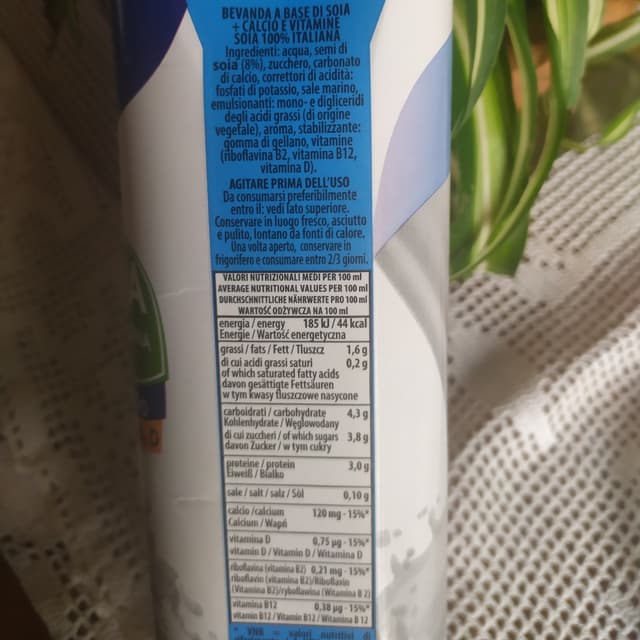 BEVANDA A BASE DI SOIA
+ CALCIO E VITAMINE
SOIA 100% ITALIANA
Ingredienti: acqua, semi di
soia (8%), zucchero, carbonato
di calcio, correttori di acidità:
fosfati di potassio, sale marino,
emulsionanti: mono- e digliceridi
degli acidi grassi (di origine
vegetale), aroma, stabilizzante:
gomma di gellano, vitamine
(riboflavina B2, vitamina B12,
vitamina D).
AGITARE PRIMA DELL'USO
Da consumarsi preferibilmente
entro il: vedi lato superiore.
Conservare in luogo fresco, asciutto
e pulito, lontano da fonti di calore.
Una volta aperto, conservare in
frigorifero e consumare entro 2/3 giorni.
VALORI NUTRIZIONALI MEDI PER 100 ml
AVERAGE NUTRITIONAL VALUES PER 100 ml
DURCHSCHNITTLICHE NÄHRWERTE PRO 100 ml
WARTOŚĆ ODŻYWCZA NA 100 ml
energia / energy 185 kJ / 44 kcal
Energie / Wartość energetyczna
grassi / fats / Fett / Tłuszcz 1,6 g
di cui acidi grassi saturi 0,2 g
of which saturated fatty acids
davon gesättigte Fettsäuren
w tym kwasy tłuszczowe nasycone
carboidrati / carbohydrate 4,3 g
Kohlenhydrate / Węglowodany
di cui zuccheri / of which sugars 3,8 g
davon Zucker / w tym cukry
proteine / protein 3,0 g
Eiweiß / Białko
sale / salt / salz / Sól 0,10 g
calcio / calcium 120 mg - 15%*
Calcium / Wapń
vitamina D 0,75 µg - 15%*
vitamin D / Vitamin D / Witamina D
riboflavina (vitamina B2) 0,21 mg - 15%*
riboflavin (vitamin B2)/Riboflavin
(Vitamin B2)/ryboflawina (Witamina B 2)
vitamina B12 0,38 µg - 15%*
vitamin B12 / Vitamin B12 / Witamina B 12
VNR valori nutritivi di